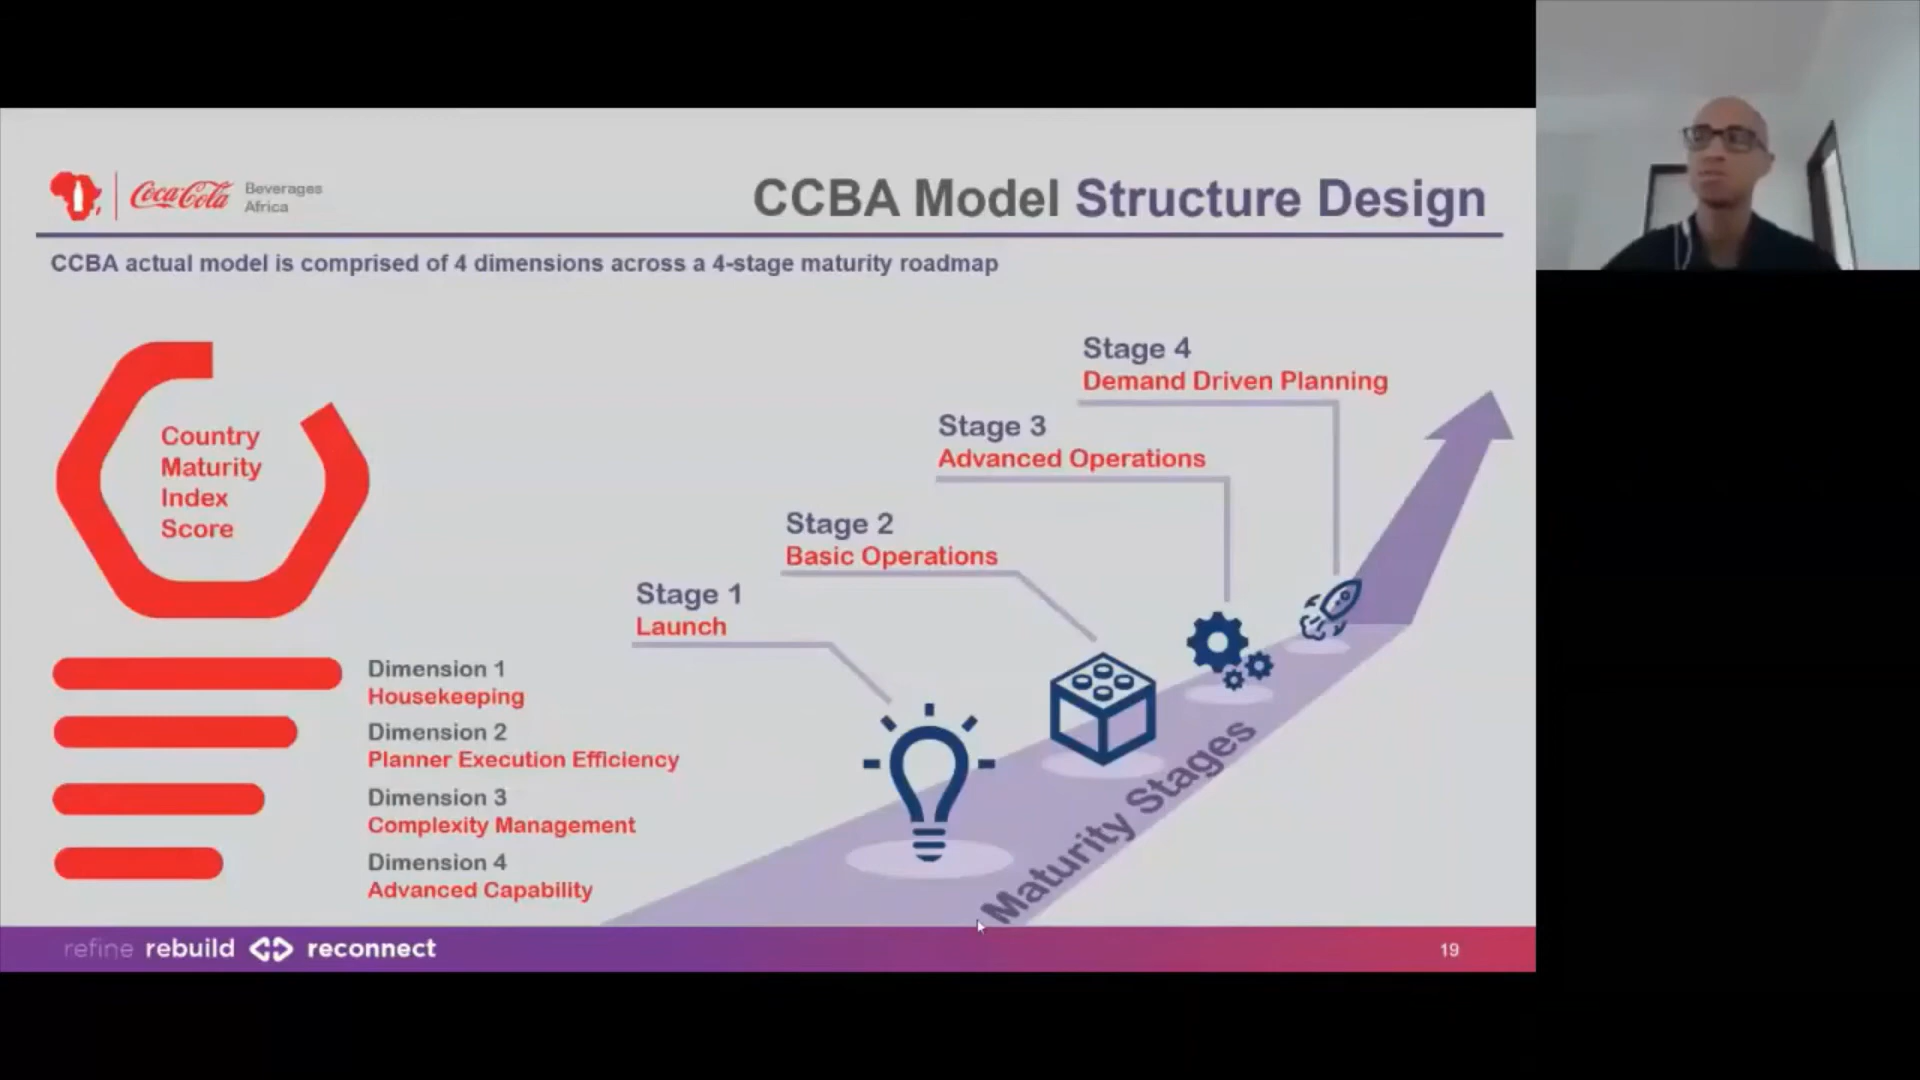 Coca-Cola Beverages
Africa
CCBA Model Structure Design
CCBA actual model is comprised of 4 dimensions across a 4-stage maturity roadmap
Country
Maturity
Index
Score
Dimension 1
Housekeeping
Dimension 2
Planner Execution Efficiency
Dimension 3
Complexity Management
Dimension 4
Advanced Capability
Stage 1
Launch
Stage 2
Basic Operations
Stage 3
Advanced Operations
Stage 4
Demand Driven Planning
Maturity Stages
refine rebuild reconnect
19